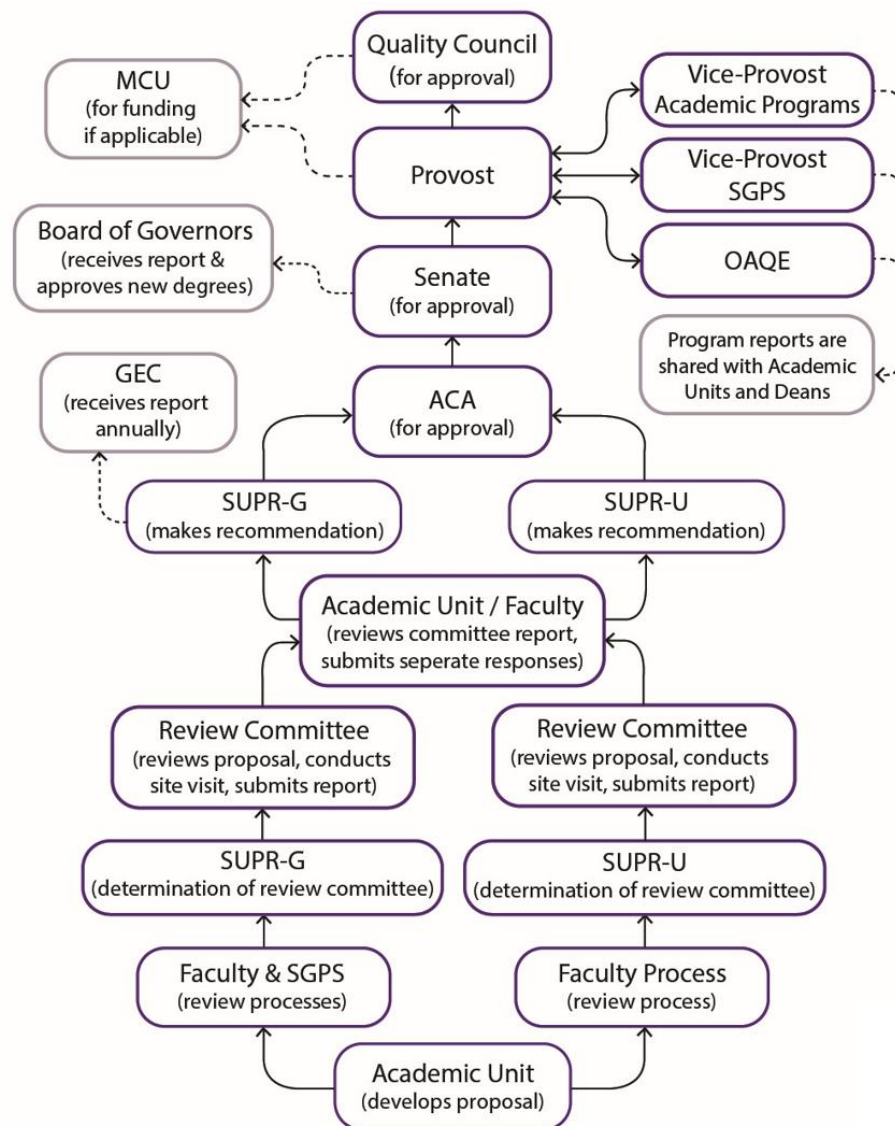 Quality Council
(for approval)
MCU
(for funding
if applicable)
Vice-Provost
Academic Programs
Provost
Vice-Provost
SGPS
Board of Governors
(receives report &
approves new degrees)
Senate
(for approval)
OAQE
Program reports are
shared with Academic
Units and Deans
GEC
(receives report
annually)
ACA
(for approval)
SUPR-G
(makes recommendation)
SUPR-U
(makes recommendation)
Academic Unit / Faculty
(reviews committee report,
submits seperate responses)
Review Committee
(reviews proposal, conducts
site visit, submits report)
Review Committee
(reviews proposal, conducts
site visit, submits report)
SUPR-G
(determination of review committee)
SUPR-U
(determination of review committee)
Faculty & SGPS
(review processes)
Faculty Process
(review process)
Academic Unit
(develops proposal)